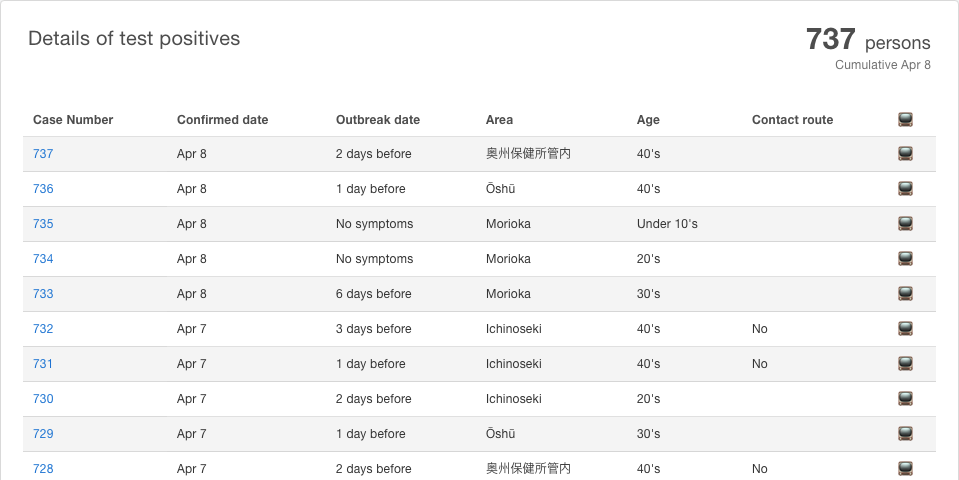 Details of test positives
737 persons
Cumulative Apr 8
Case Number Confirmed date Outbreak date Area Age Contact route
737 Apr 8 2 days before 奥州保健所管内 40's
736 Apr 8 1 day before Ōshū 40's
735 Apr 8 No symptoms Morioka Under 10's
734 Apr 8 No symptoms Morioka 20's
733 Apr 8 6 days before Morioka 30's
732 Apr 7 3 days before Ichinoseki 40's No
731 Apr 7 1 day before Ichinoseki 40's No
730 Apr 7 2 days before Ichinoseki 20's
729 Apr 7 1 day before Ōshū 30's
728 Apr 7 2 days before 奥州保健所管内 40's No